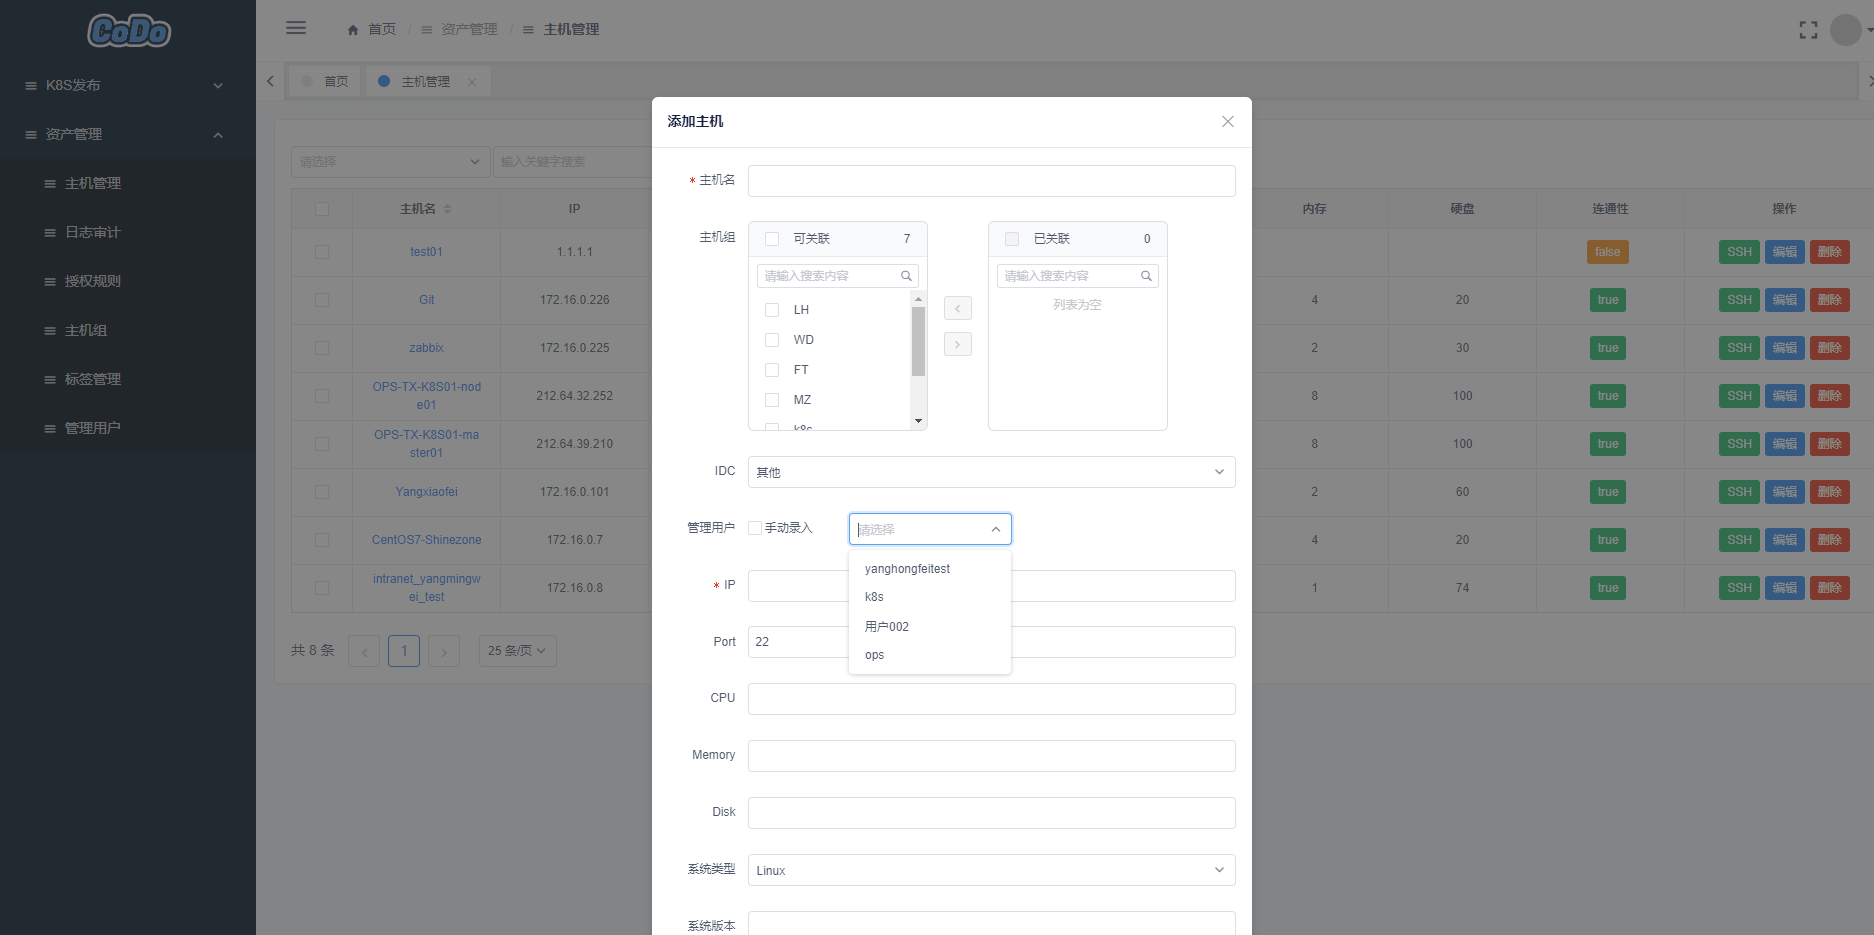 CoDo
K8S发布
资产管理
主机管理
日志审计
授权规则
主机组
标签管理
管理用户
首页 / 资产管理 / 主机管理
首页
主机管理
请选择
输入关键字搜索
主机名 IP 内存 硬盘 连通性 操作
test01 1.1.1.1 false SSH 编辑 删除
Git 172.16.0.226 4 20 true SSH 编辑 删除
zabbix 172.16.0.225 2 30 true SSH 编辑 删除
OPS-TX-K8S01-nod
e01
212.64.32.252 8 100 true SSH 编辑 删除
OPS-TX-K8S01-ma
ster01
212.64.39.210 8 100 true SSH 编辑 删除
Yangxiaofei 172.16.0.101 2 60 true SSH 编辑 删除
CentOS7-Shinezone 172.16.0.7 4 20 true SSH 编辑 删除
intranet_yangmingw
ei_test
172.16.0.8 1 74 true SSH 编辑 删除
共 8 条 1 25 条/页
添加主机
* 主机名
主机组
可关联 7
请输入搜索内容
LH
WD
FT
MZ
k8s
已关联 0
请输入搜索内容
列表为空
IDC 其他
管理用户 手动录入 请选择
yanghongfeitest
k8s
用户002
ops
* IP
Port 22
CPU
Memory
Disk
系统类型 Linux
系统版本